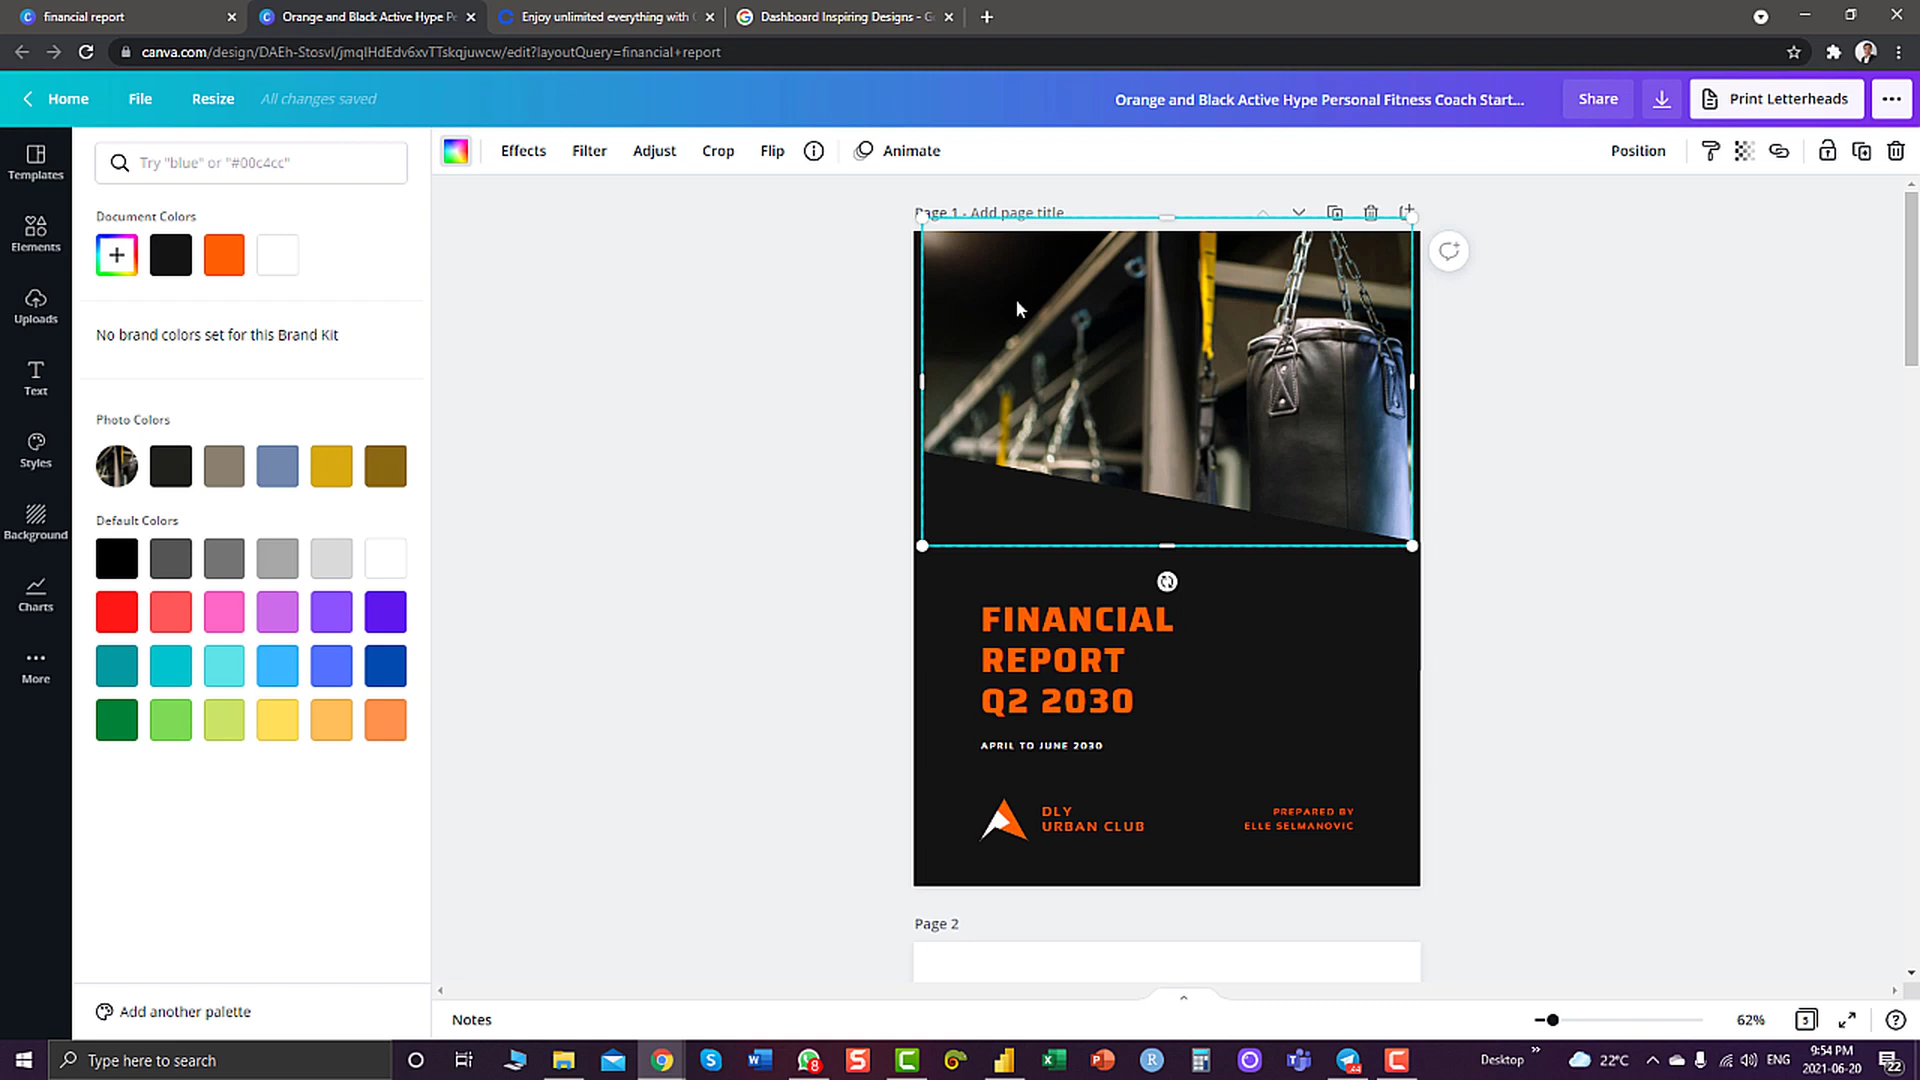 financial report
Orange and Black Active Hype Pe
Enjoy unlimited everything with C
Dashboard Inspiring Designs - Go
canva.com/design/DAEh-Stosvl/jmqlHdEdv6xvTTskqjuwcw/edit?layoutQuery=financial+report
Home
File
Resize
All changes saved
Orange and Black Active Hype Personal Fitness Coach Start...
Share
Print Letterheads
Templates
Elements
Uploads
Text
Styles
Background
Charts
More
Try "blue" or "#00c4cc"
Document Colors
No brand colors set for this Brand Kit
Photo Colors
Default Colors
Add another palette
Effects
Filter
Adjust
Crop
Flip
Animate
Position
Page 1 - Add page title
FINANCIAL
REPORT
Q2 2030
APRIL TO JUNE 2030
DLY
URBAN CLUB
PREPARED BY
ELLE SELMANOVIC
Page 2
Notes
62%
5
Type here to search
Desktop
22°C
ENG
9:54 PM
2021-06-20
22